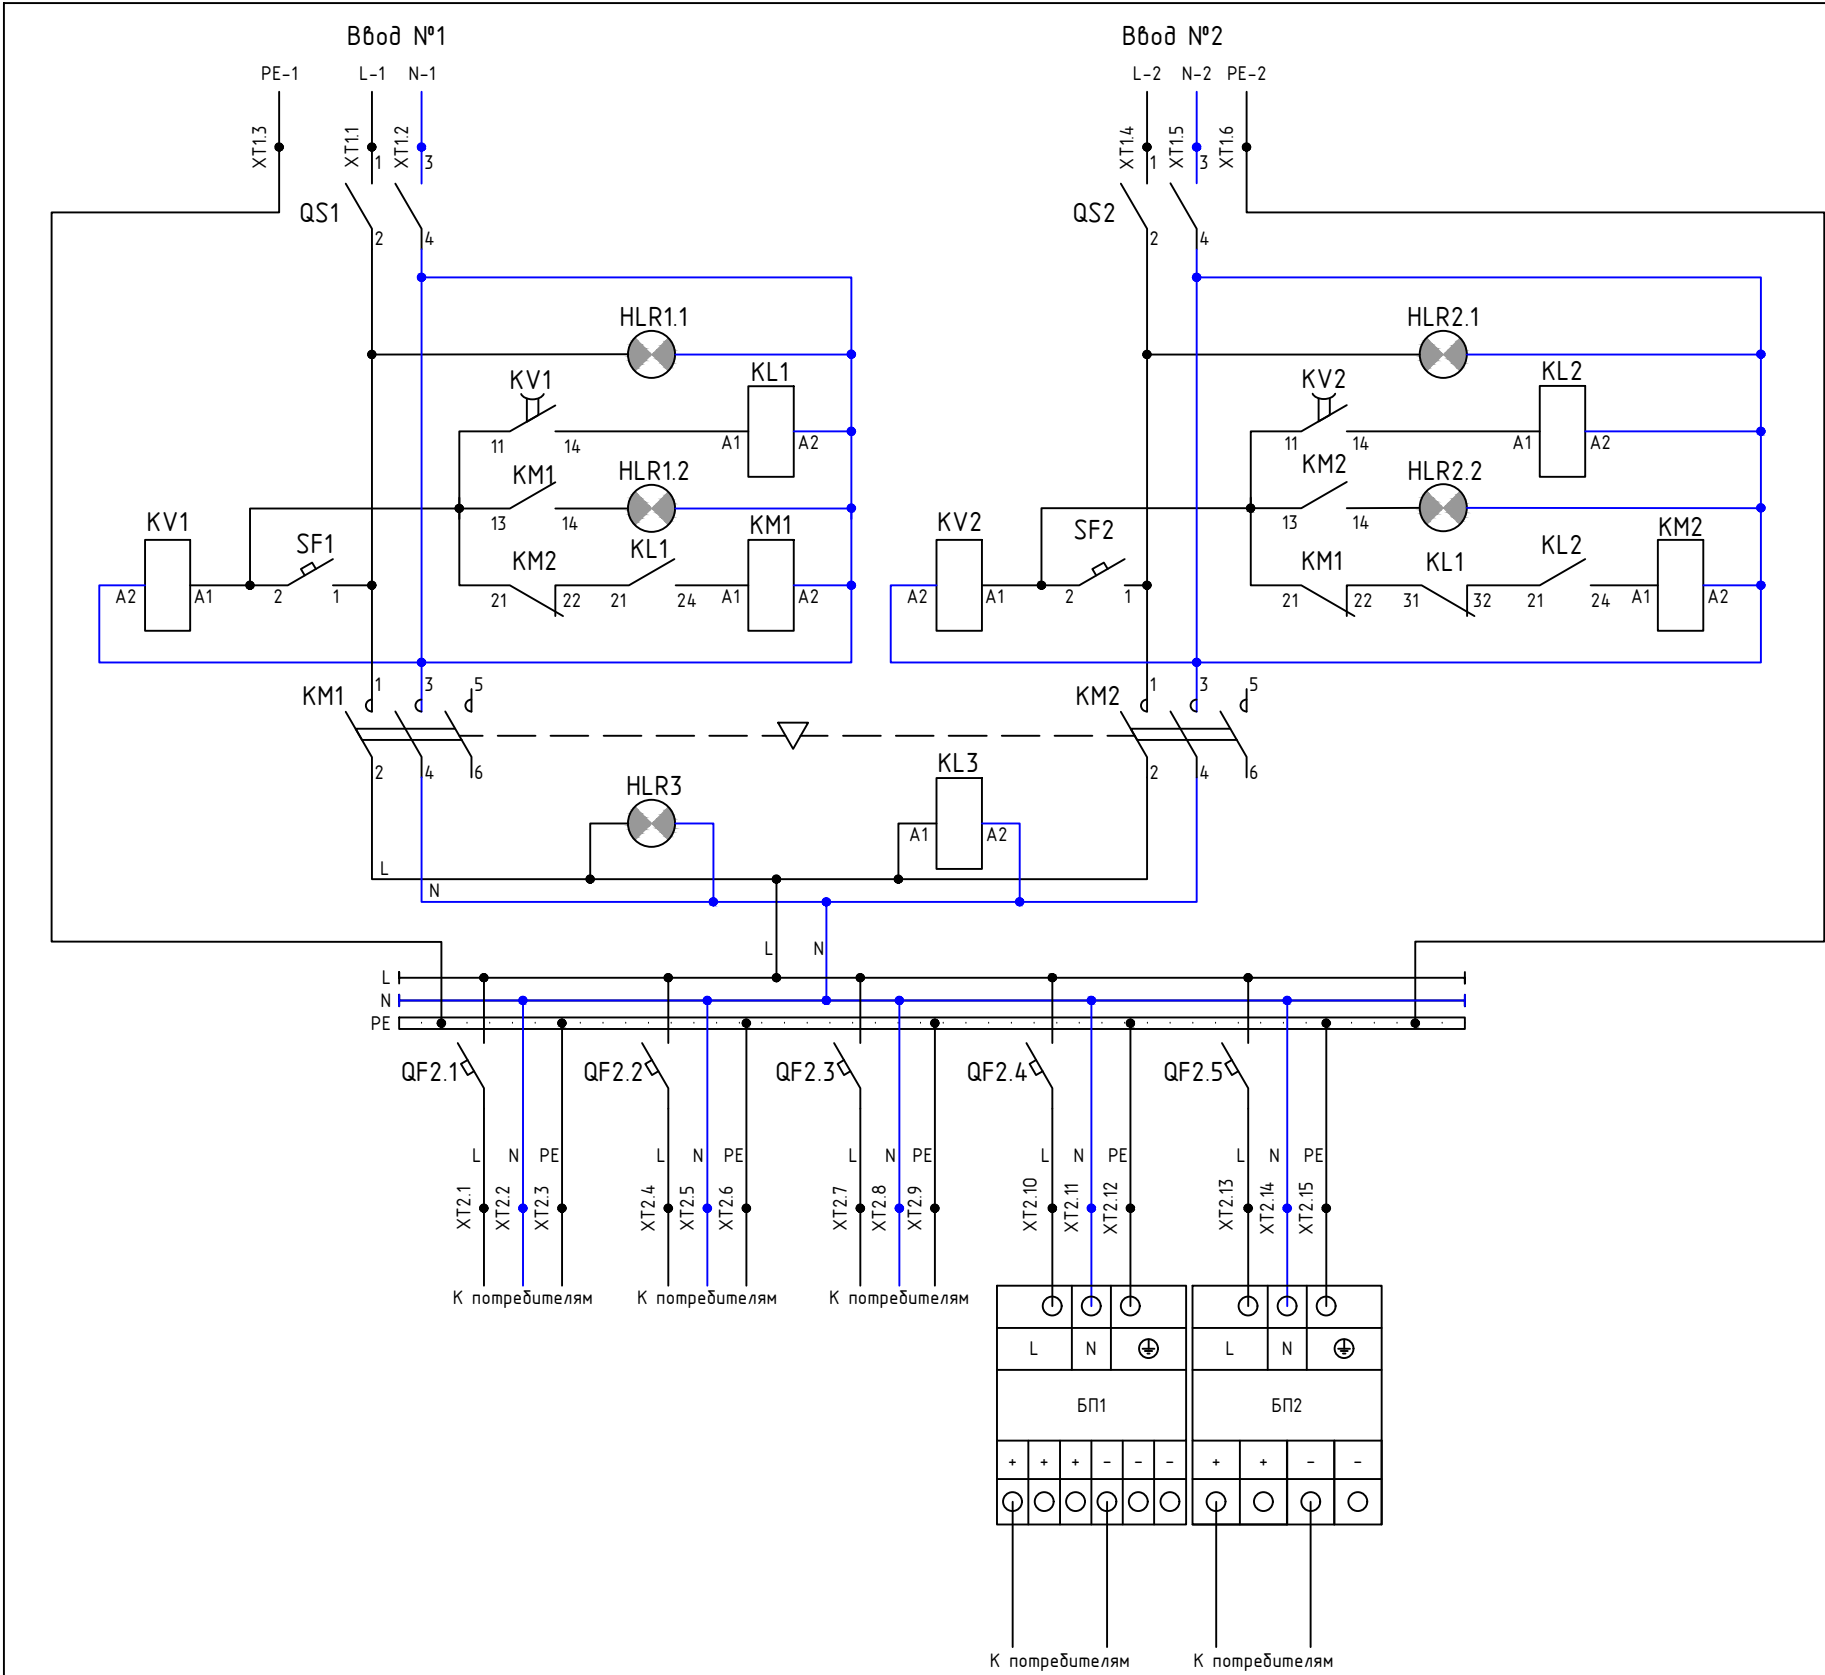 Ввод №1 Ввод №2
PE-1 L-1 N-1 L-2 N-2 PE-2
XT1.3 XT1.1 XT1.2 XT1.4 XT1.5 XT1.6
1 3 1 3
QS1 QS2
2 4 2 4
HLR1.1 HLR2.1
KV1 KL1 KV2 KL2
11 14 A1 A2 11 14 A1 A2
KM1 HLR1.2 KM2 HLR2.2
13 14 13 14
KV1 SF1 KM2 KL1 KM1 KV2 SF2 KM1 KL1 KL2 KM2
A2 A1 2 1 21 22 21 24 A1 A2 A2 A1 2 1 21 22 31 32 21 24 A1 A2
KM1 1 3 5 KM2 1 3 5
2 4 6 2 4 6
HLR3 KL3
A1 A2
L
N
L N
L
N
PE
QF2.1 QF2.2 QF2.3 QF2.4 QF2.5
L N PE L N PE L N PE L N PE L N PE
XT2.1 XT2.2 XT2.3 XT2.4 XT2.5 XT2.6 XT2.7 XT2.8 XT2.9 XT2.10 XT2.11 XT2.12 XT2.13 XT2.14 XT2.15
К потребителям К потребителям К потребителям
L N L N
БП1 БП2
+ + + - - - + + - -
К потребителям К потребителям